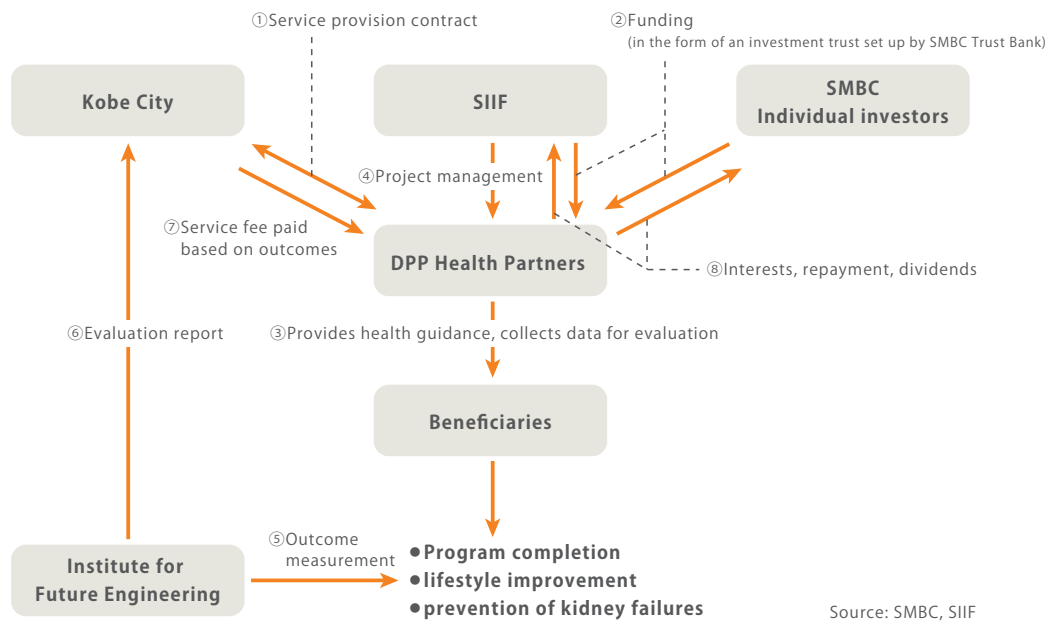 ①Service provision contract
②Funding
(in the form of an investment trust set up by SMBC Trust Bank)
Kobe City
SIIF
SMBC
Individual investors
④Project management
⑦Service fee paid
based on outcomes
DPP Health Partners
⑧Interests, repayment, dividends
⑥Evaluation report
③Provides health guidance, collects data for evaluation
Beneficiaries
⑤Outcome
measurement
Institute for
Future Engineering
●Program completion
●lifestyle improvement
●prevention of kidney failures
Source: SMBC, SIIF